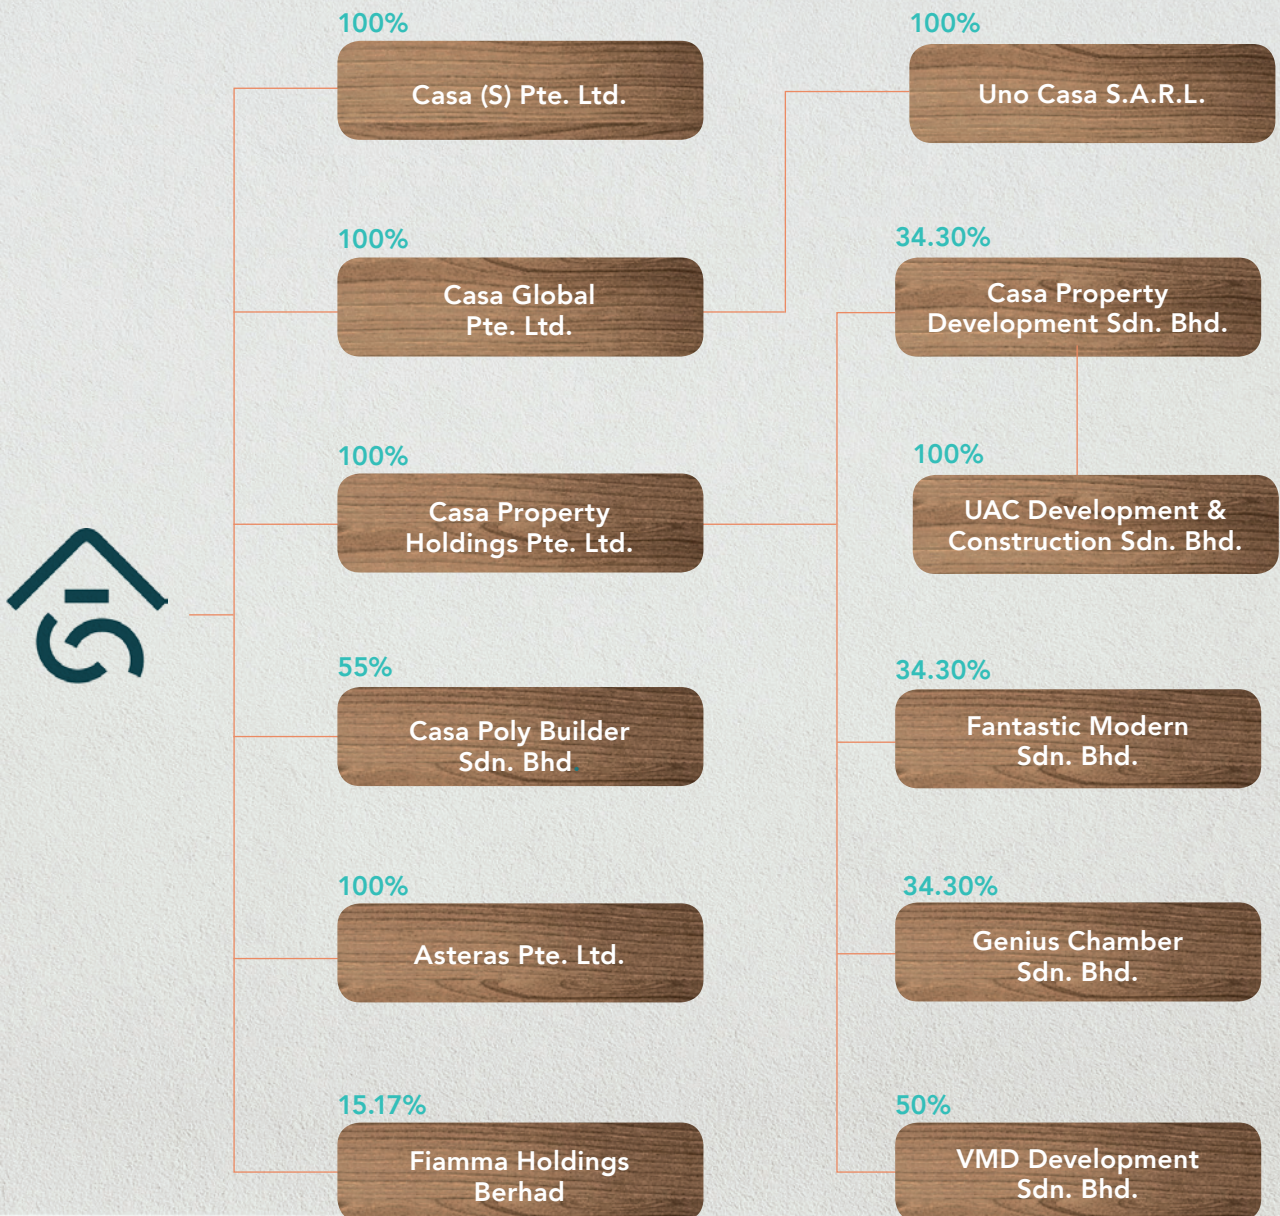 100%
Casa (S) Pte. Ltd.
100%
Casa Global
Pte. Ltd.
100%
Casa Property
Holdings Pte. Ltd.
55%
Casa Poly Builder
Sdn. Bhd.
100%
Asteras Pte. Ltd.
15.17%
Fiamma Holdings
Berhad
100%
Uno Casa S.A.R.L.
34.30%
Casa Property
Development Sdn. Bhd.
100%
UAC Development &
Construction Sdn. Bhd.
34.30%
Fantastic Modern
Sdn. Bhd.
34.30%
Genius Chamber
Sdn. Bhd.
50%
VMD Development
Sdn. Bhd.